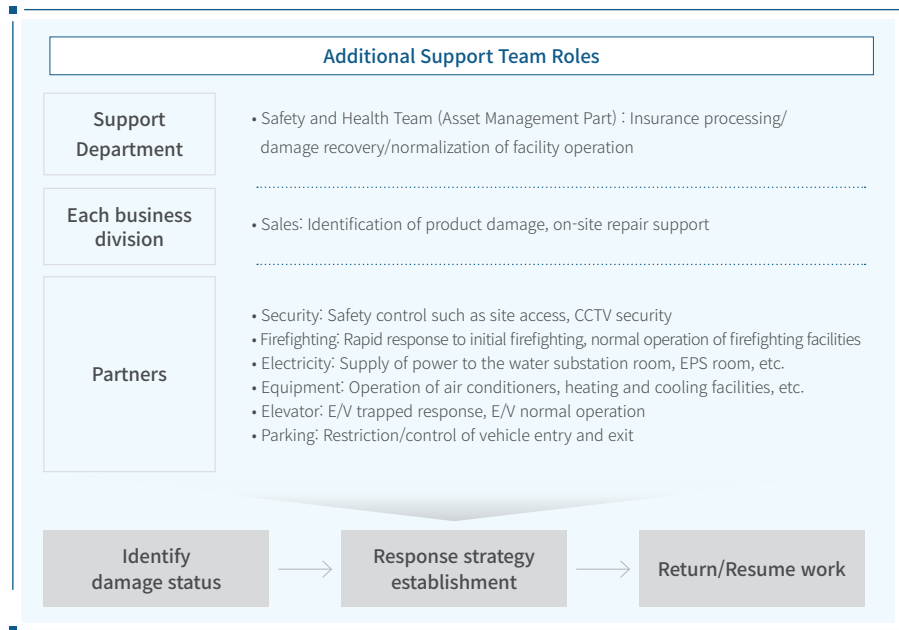 Additional Support Team Roles
Support
Department
• Safety and Health Team (Asset Management Part) : Insurance processing/
damage recovery/normalization of facility operation
Each business
division
• Sales: Identification of product damage, on-site repair support
Partners
• Security: Safety control such as site access, CCTV security
• Firefighting: Rapid response to initial firefighting, normal operation of firefighting facilities
• Electricity: Supply of power to the water substation room, EPS room, etc.
• Equipment: Operation of air conditioners, heating and cooling facilities, etc.
• Elevator: E/V trapped response, E/V normal operation
• Parking: Restriction/control of vehicle entry and exit
Identify
damage status
Response strategy
establishment
Return/Resume work